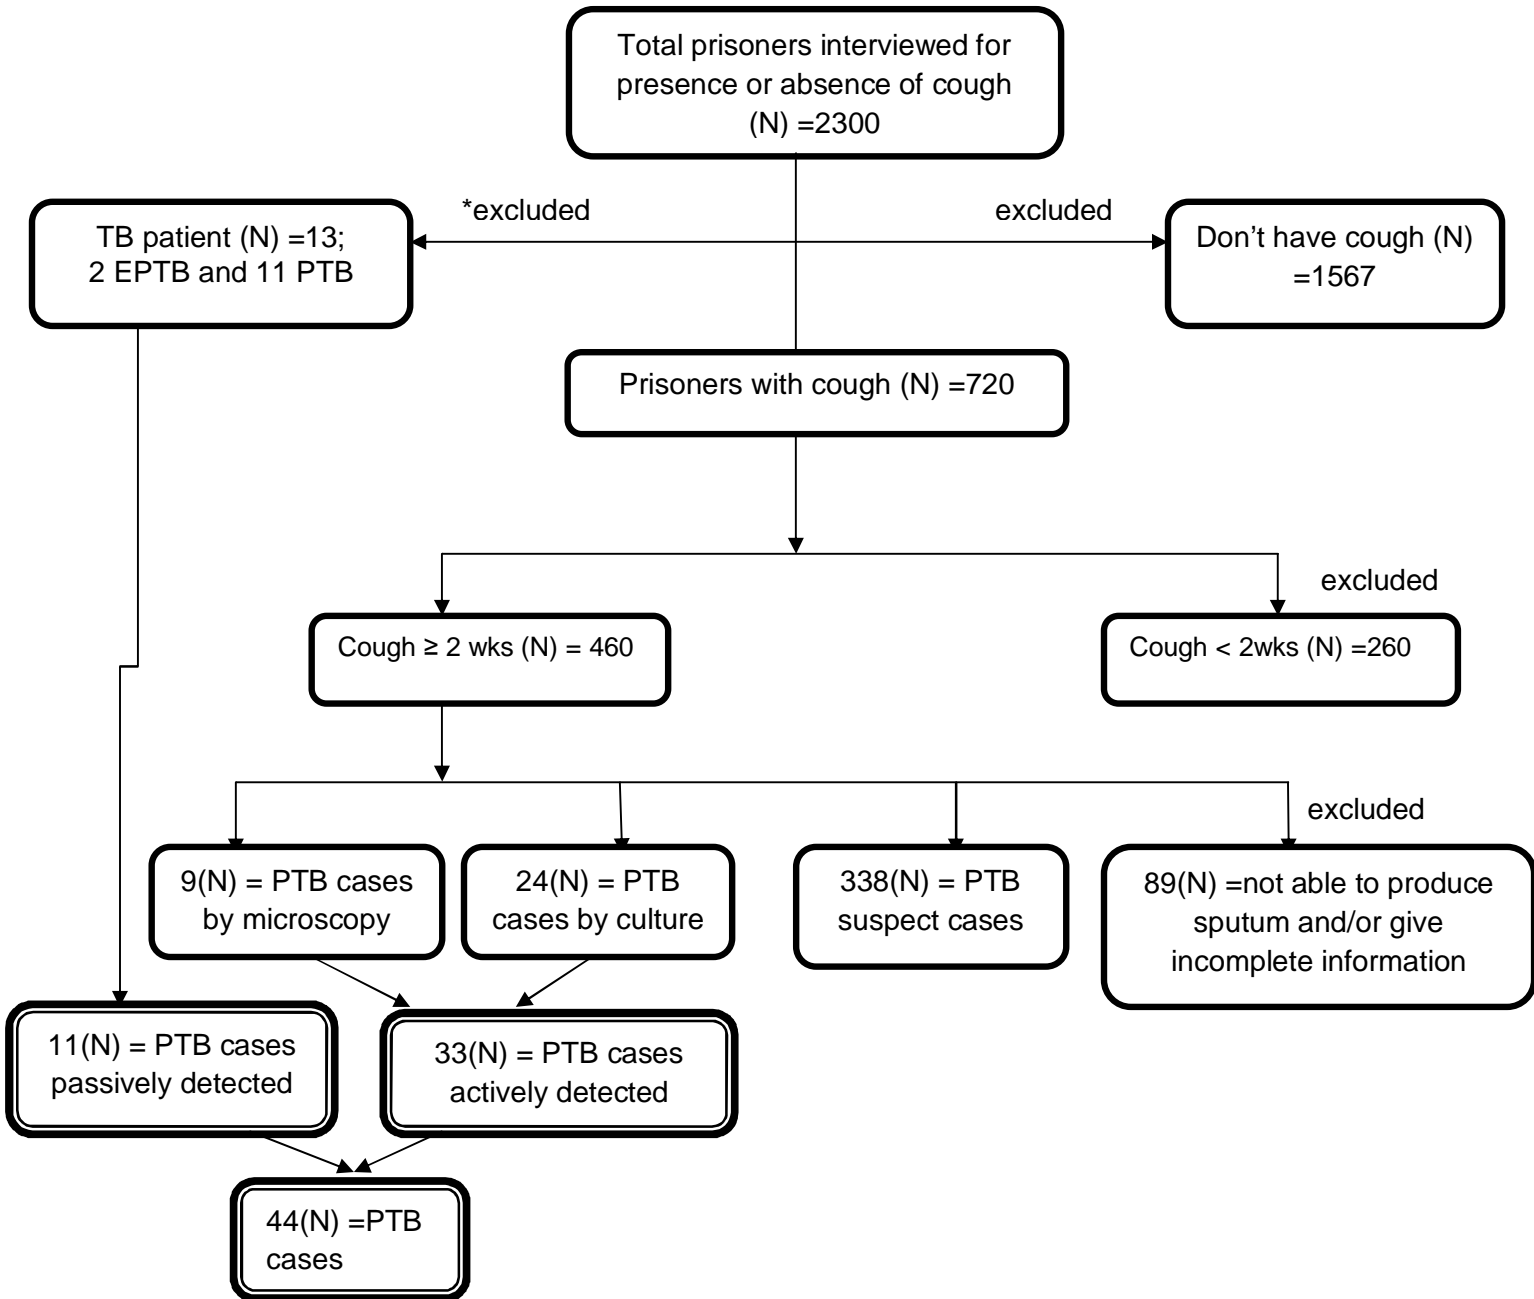 Total prisoners interviewed for
presence or absence of cough
(N) =2300
*excluded
excluded
TB patient (N) =13;
2 EPTB and 11 PTB
Don’t have cough (N)
=1567
Prisoners with cough (N) =720
excluded
Cough ≥ 2 wks (N) = 460
Cough < 2wks (N) =260
excluded
9(N) = PTB cases
by microscopy
24(N) = PTB
cases by culture
338(N) = PTB
suspect cases
89(N) =not able to produce
sputum and/or give
incomplete information
11(N) = PTB cases
passively detected
33(N) = PTB cases
actively detected
44(N) =PTB
cases